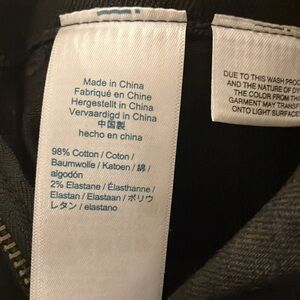 Made in China
Fabriqué en Chine
Hergestellt in China
Vervaardigd in China
中国製
hecho en china
98% Cotton / Coton /
Baumwolle / Katoen / 綿 /
algodón
2% Elastane / Élasthanne /
Elastan / Elastaan / ポリウ
レタン / elastano
DUE TO THIS WASH PROC
AND THE NATURE OF DY
THE COLOR FROM THI
GARMENT MAY TRANSF
ONTO LIGHT SURFACE